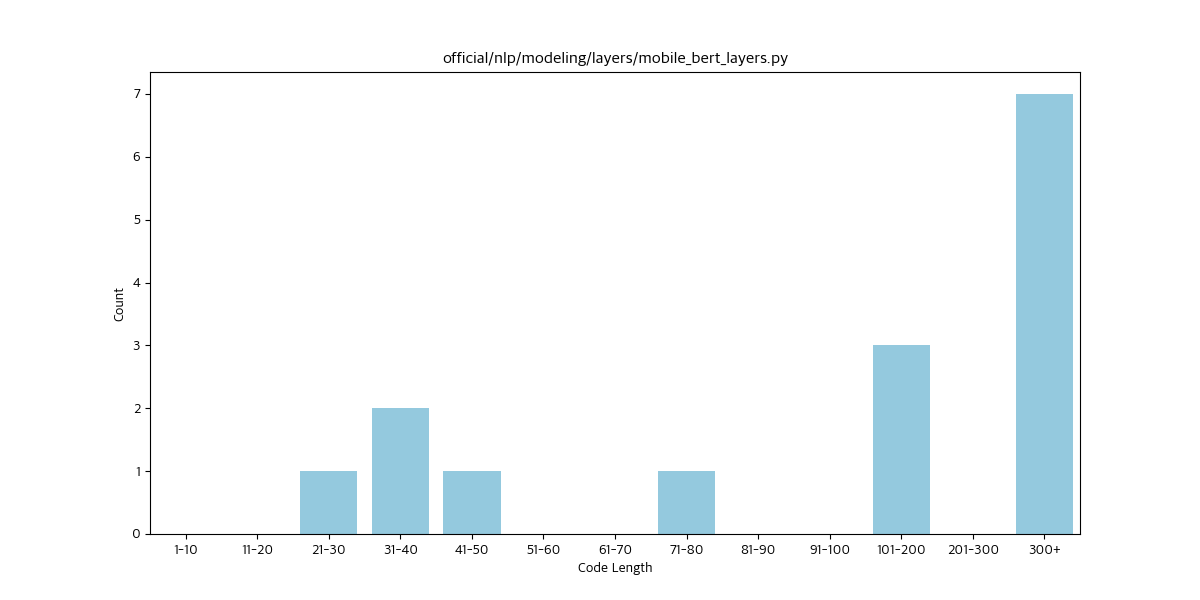 official/nlp/modeling/layers/mobile_bert_layers.py
7
6
5
4
3
2
1
0
Count
1-10 11-20 21-30 31-40 41-50 51-60 61-70 71-80 81-90 91-100 101-200 201-300 300+
Code Length